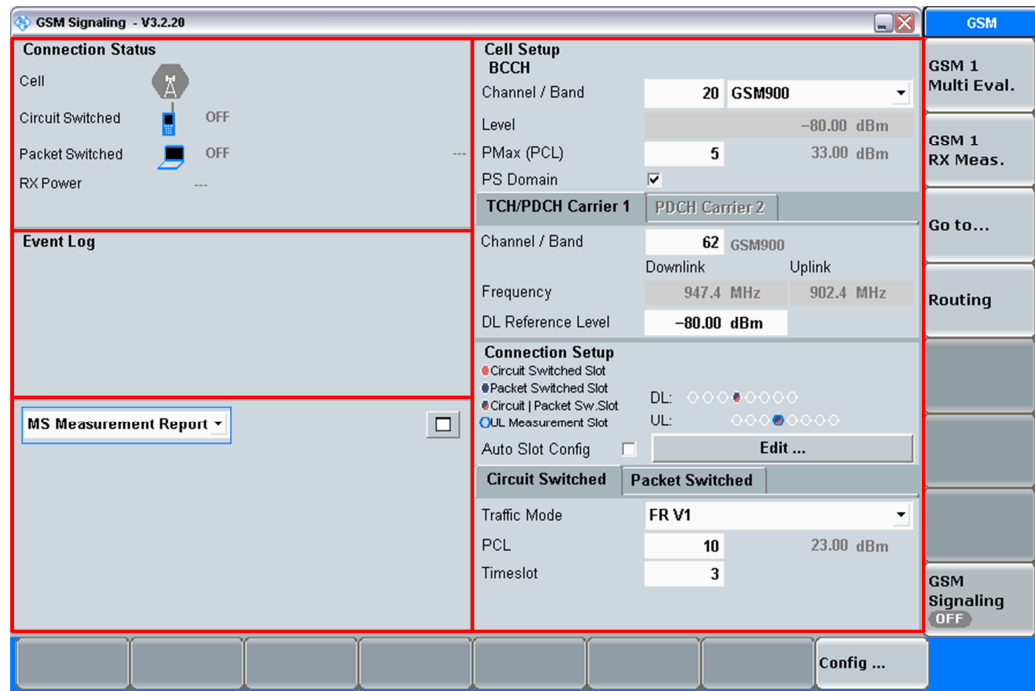 GSM Signaling - V3.2.20
Connection Status
Cell
Circuit Switched OFF
Packet Switched OFF ---
RX Power ---
Event Log
MS Measurement Report
Cell Setup
BCCH
Channel / Band 20 GSM900
Level -80.00 dBm
PMax (PCL) 5 33.00 dBm
PS Domain
TCH/PDCH Carrier 1 PDCH Carrier 2
Channel / Band 62 GSM900
Downlink Uplink
Frequency 947.4 MHz 902.4 MHz
DL Reference Level -80.00 dBm
Connection Setup
Circuit Switched Slot
Packet Switched Slot
Circuit | Packet Sw.Slot
UL Measurement Slot
DL:
UL:
Auto Slot Config Edit ...
Circuit Switched Packet Switched
Traffic Mode FR V1
PCL 10 23.00 dBm
Timeslot 3
GSM
GSM 1
Multi Eval.
GSM 1
RX Meas.
Go to...
Routing
GSM
Signaling
OFF
Config ...